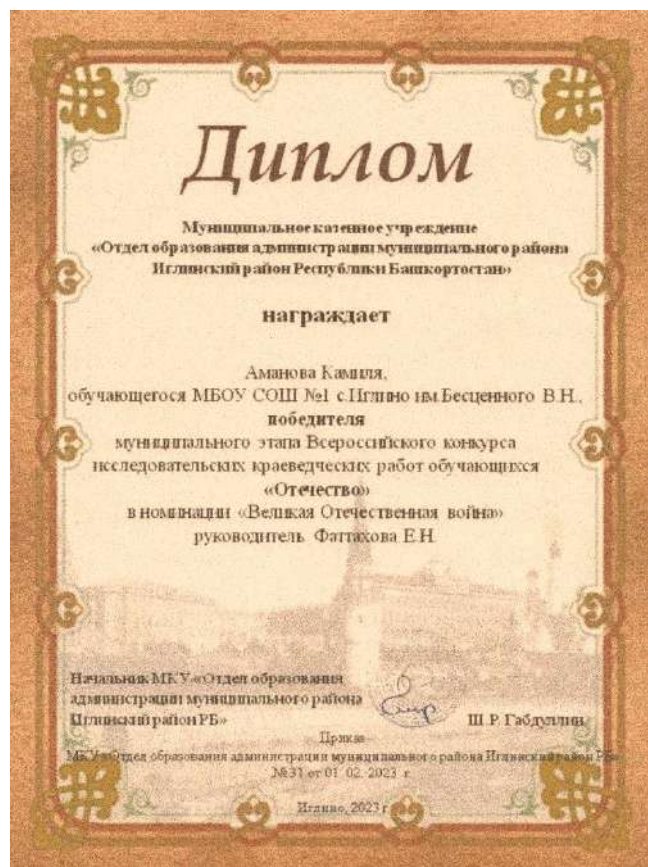 Диплом
Муниципальное казенное учреждение
«Отдел образования администрации муниципального района
Иглинский район Республики Башкортостан»
награждает
Аманова Камиля,
обучающегося МБОУ СОШ №1 с.Иглино им.Бесценного В.Н.,
победителя
муниципального этапа Всероссийского конкурса
исследовательских краеведческих работ обучающихся
«Отечество»
в номинации «Великая Отечественная война»
руководитель Фаттахова Е.Н.
Начальник МКУ «Отдел образования
администрации муниципального района
Иглинский район РБ»
Ш.Р. Габдуллин
Приказ
МКУ «Отдел образования администрации муниципального района Иглинский район РБ»
№31 от 01.02.2023 г.
Иглино, 2023 г